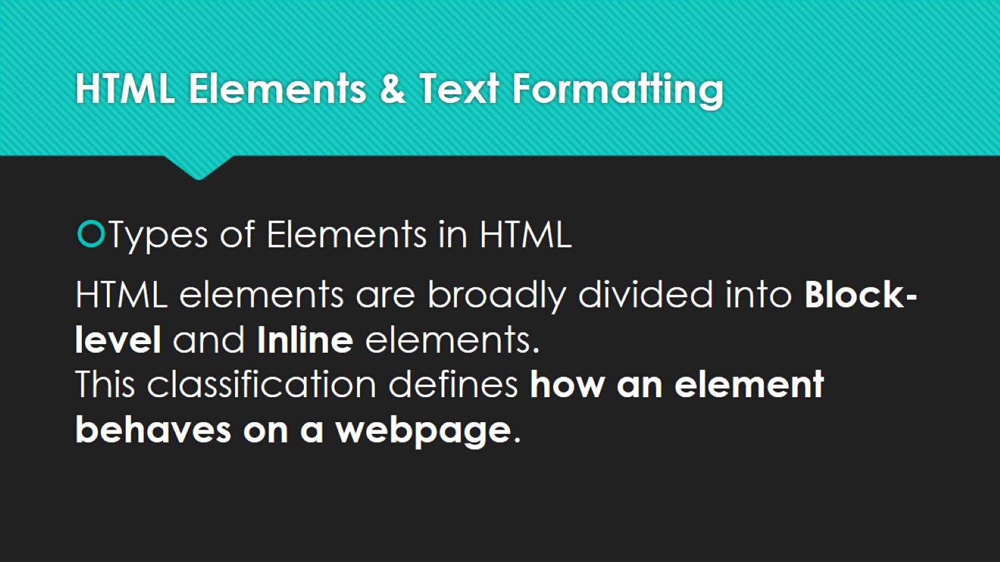 HTML Elements & Text Formatting
Types of Elements in HTML
HTML elements are broadly divided into Block-
level and Inline elements.
This classification defines how an element
behaves on a webpage.